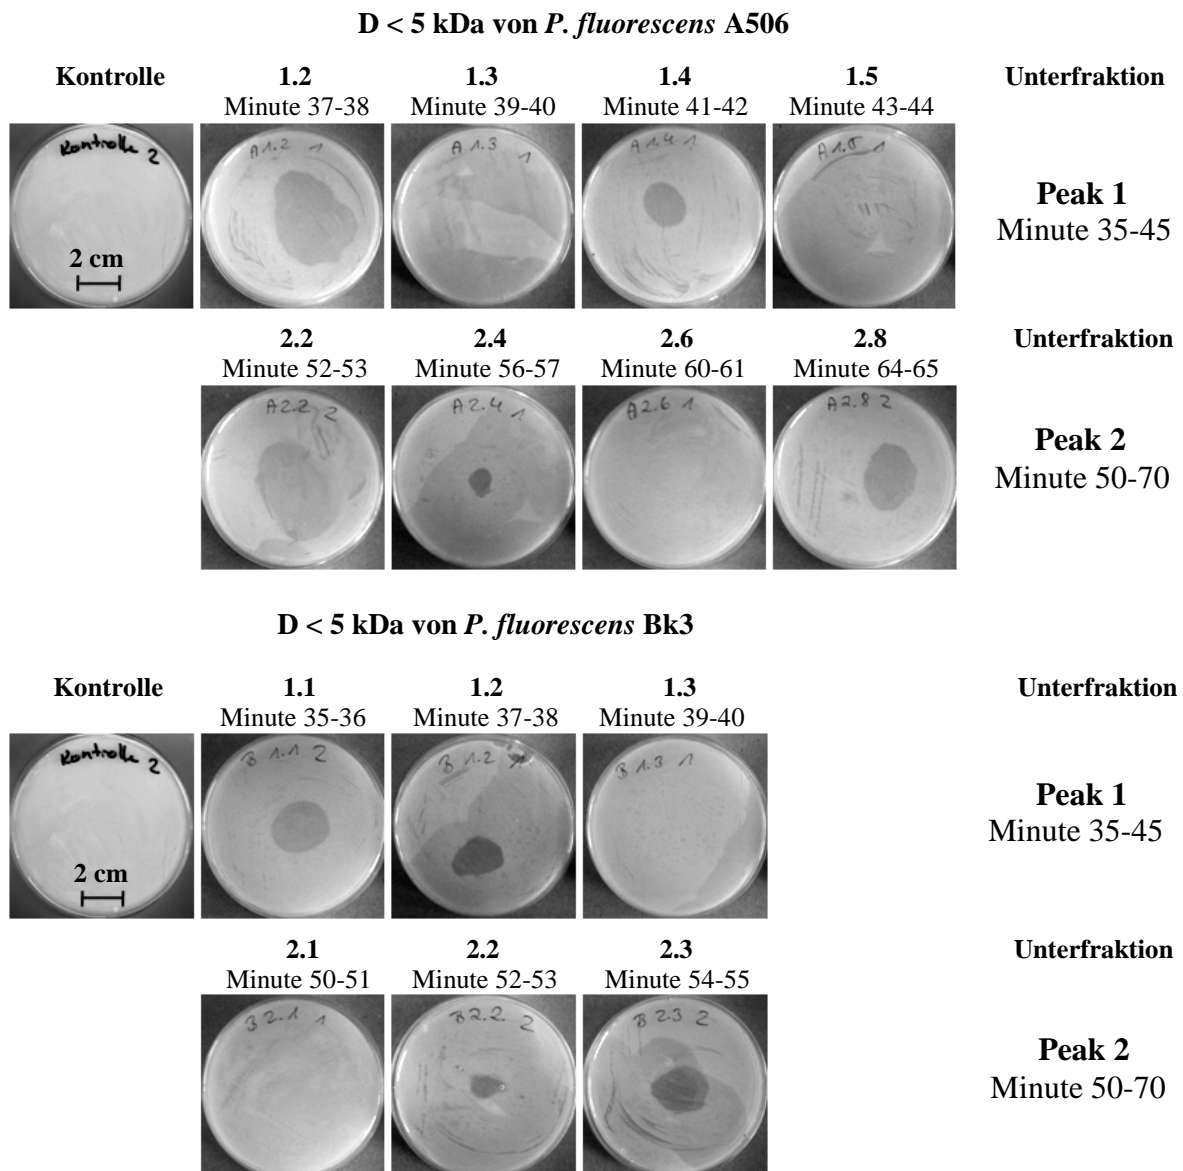 D < 5 kDa von P. fluorescens A506
Kontrolle 1.2 1.3 1.4 1.5 Unterfraktion
Minute 37-38 Minute 39-40 Minute 41-42 Minute 43-44
Kontrolle 2 A 1.2 1 A 1.3 1 A 1.4 1 A 1.5 1
Peak 1
Minute 35-45
2 cm
2.2 2.4 2.6 2.8 Unterfraktion
Minute 52-53 Minute 56-57 Minute 60-61 Minute 64-65
A2.2 2 A2.4 1 A2.6 1 A2.8 2
Peak 2
Minute 50-70
D < 5 kDa von P. fluorescens Bk3
Kontrolle 1.1 1.2 1.3 Unterfraktion
Minute 35-36 Minute 37-38 Minute 39-40
Kontrolle 2 B 1.1 2 B 1.2 1 B 1.3 1
Peak 1
Minute 35-45
2 cm
2.1 2.2 2.3 Unterfraktion
Minute 50-51 Minute 52-53 Minute 54-55
B 2.1 1 B 2.2 2 B 2.3 2
Peak 2
Minute 50-70